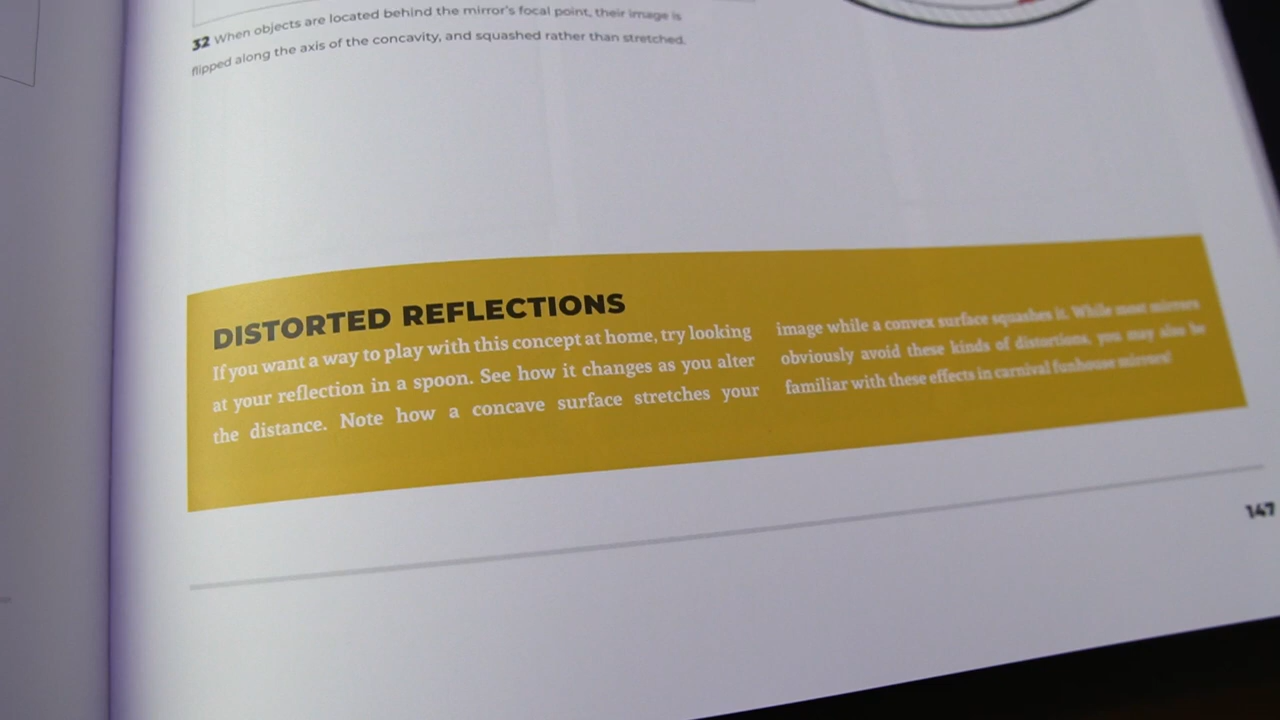 32 When objects are located behind the mirror's focal point, their image is
flipped along the axis of the concavity, and squashed rather than stretched.
DISTORTED REFLECTIONS
If you want a way to play with this concept at home, try looking
at your reflection in a spoon. See how it changes as you alter
the distance. Note how a concave surface stretches your
image while a convex surface squashes it. While most mirrors
obviously avoid these kinds of distortions, you may also be
familiar with these effects in carnival funhouse mirrors!
147